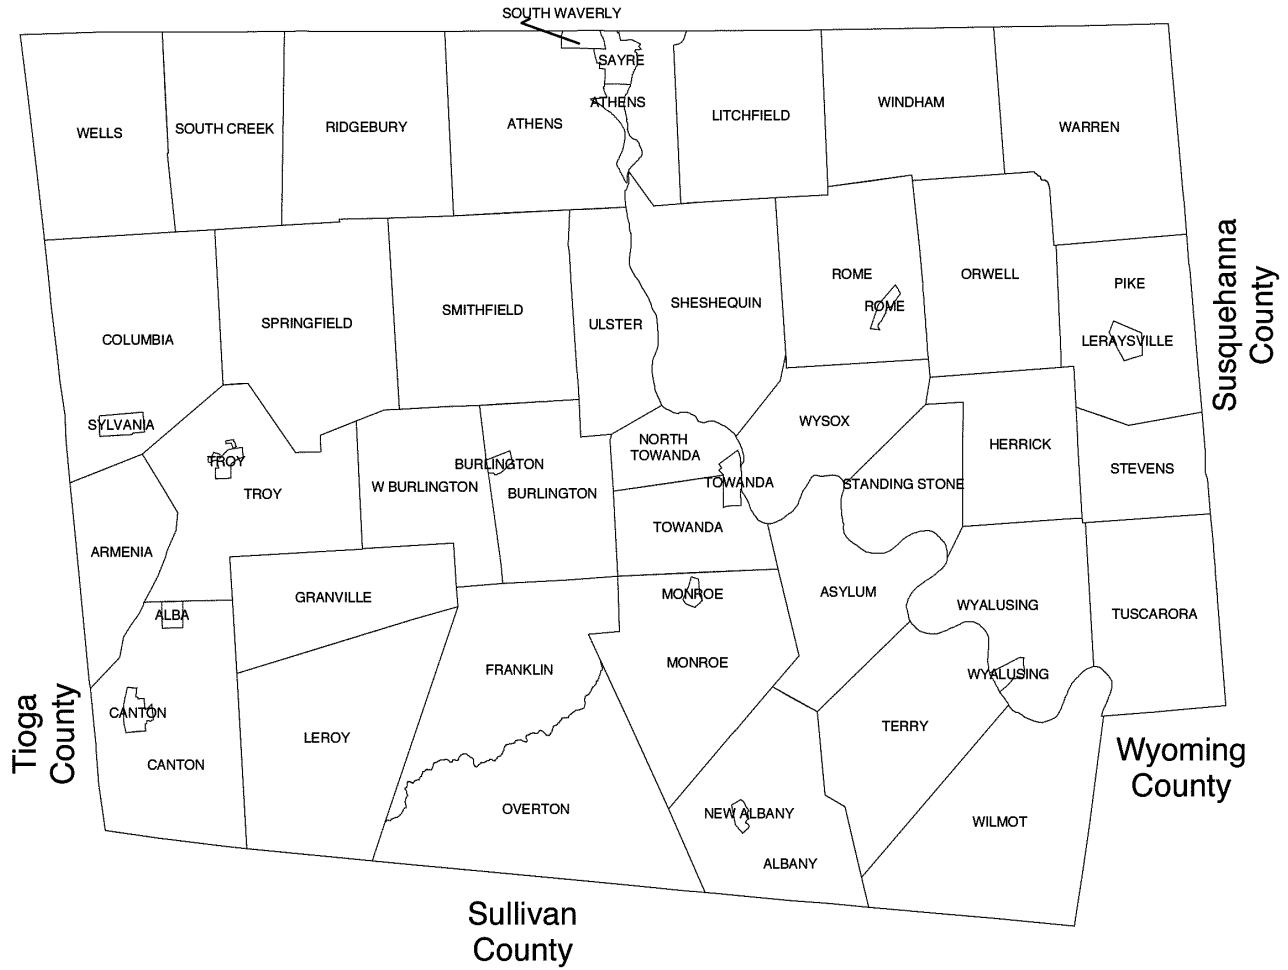 SOUTH WAVERLY
SAYRE
ATHENS
WELLS
SOUTH CREEK
RIDGEBURY
ATHENS
LITCHFIELD
WINDHAM
WARREN
COLUMBIA
SPRINGFIELD
SMITHFIELD
ULSTER
SHESHEQUIN
ROME
ROME
ORWELL
PIKE
LERAYSVILLE
Susquehanna
County
SYLVANIA
TROY
TROY
W BURLINGTON
BURLINGTON
BURLINGTON
NORTH
TOWANDA
TOWANDA
TOWANDA
WYSOX
STANDING STONE
HERRICK
STEVENS
ARMENIA
ALBA
GRANVILLE
MONROE
MONROE
ASYLUM
WYALUSING
WYALUSING
TUSCARORA
Tioga
County
CANTON
CANTON
LEROY
FRANKLIN
OVERTON
NEW ALBANY
ALBANY
TERRY
WILMOT
Wyoming
County
Sullivan
County